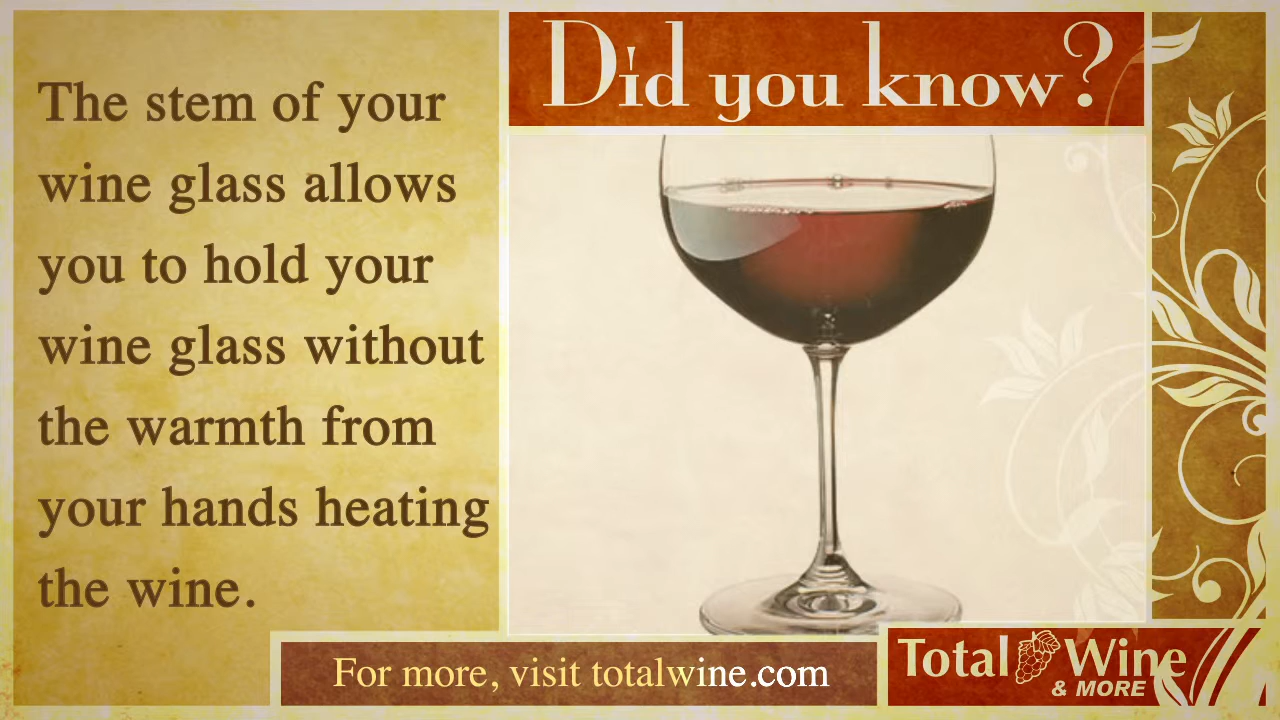 Did you know?
The stem of your
wine glass allows
you to hold your
wine glass without
the warmth from
your hands heating
the wine.
For more, visit totalwine.com
Total Wine
& MORE